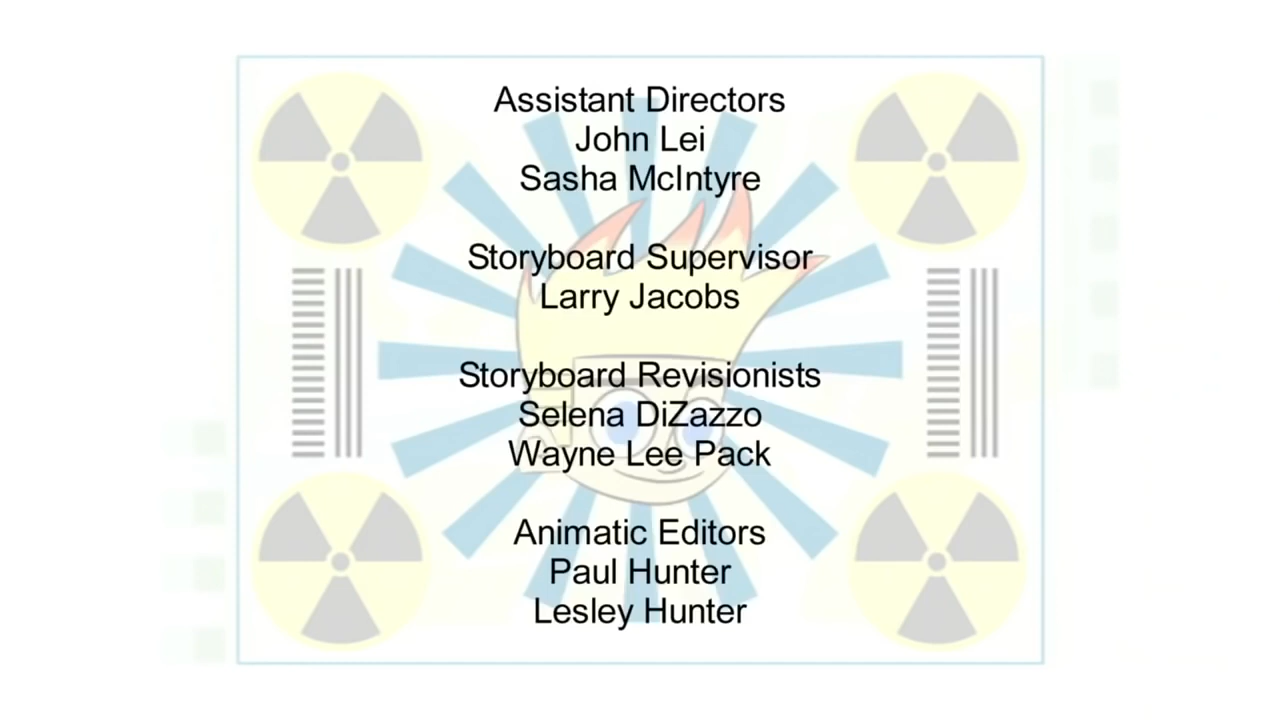 Assistant Directors
John Lei
Sasha McIntyre
Storyboard Supervisor
Larry Jacobs
Storyboard Revisionists
Selena DiZazzo
Wayne Lee Pack
Animatic Editors
Paul Hunter
Lesley Hunter